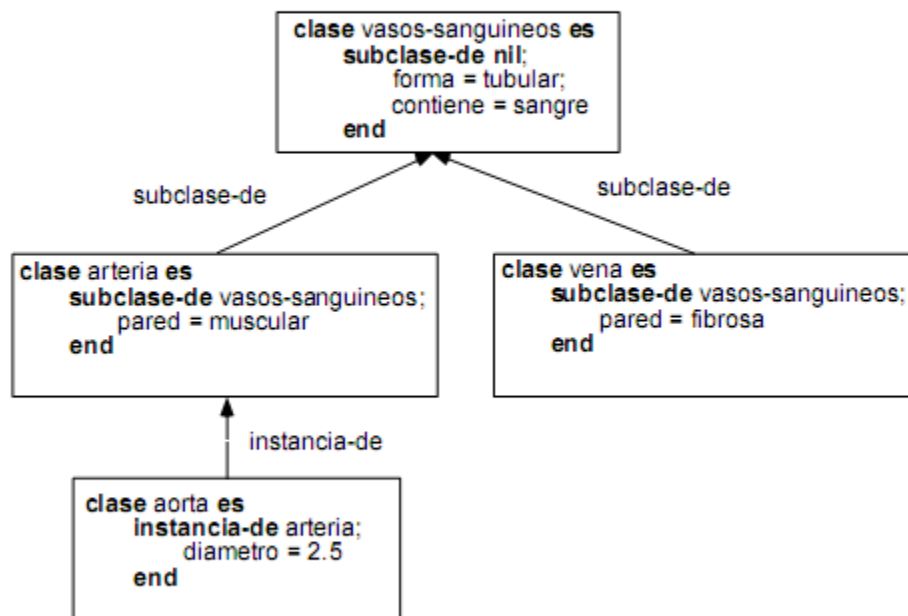 clase vasos-sanguineos es
subclase-de nil;
forma = tubular;
contiene = sangre
end
subclase-de
subclase-de
clase arteria es
subclase-de vasos-sanguineos;
pared = muscular
end
clase vena es
subclase-de vasos-sanguineos;
pared = fibrosa
end
instancia-de
clase aorta es
instancia-de arteria;
diametro = 2.5
end